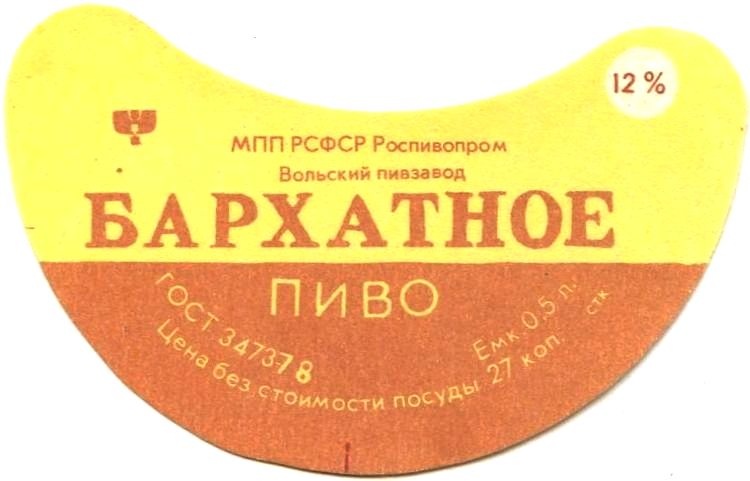 12 %
МПП РСФСР Роспивопром
Вольский пивзавод
БАРХАТНОЕ
ПИВО
ГОСТ 3473-78
Емк. 0,5 л.
Цена без стоимости посуды 27 коп.
стк